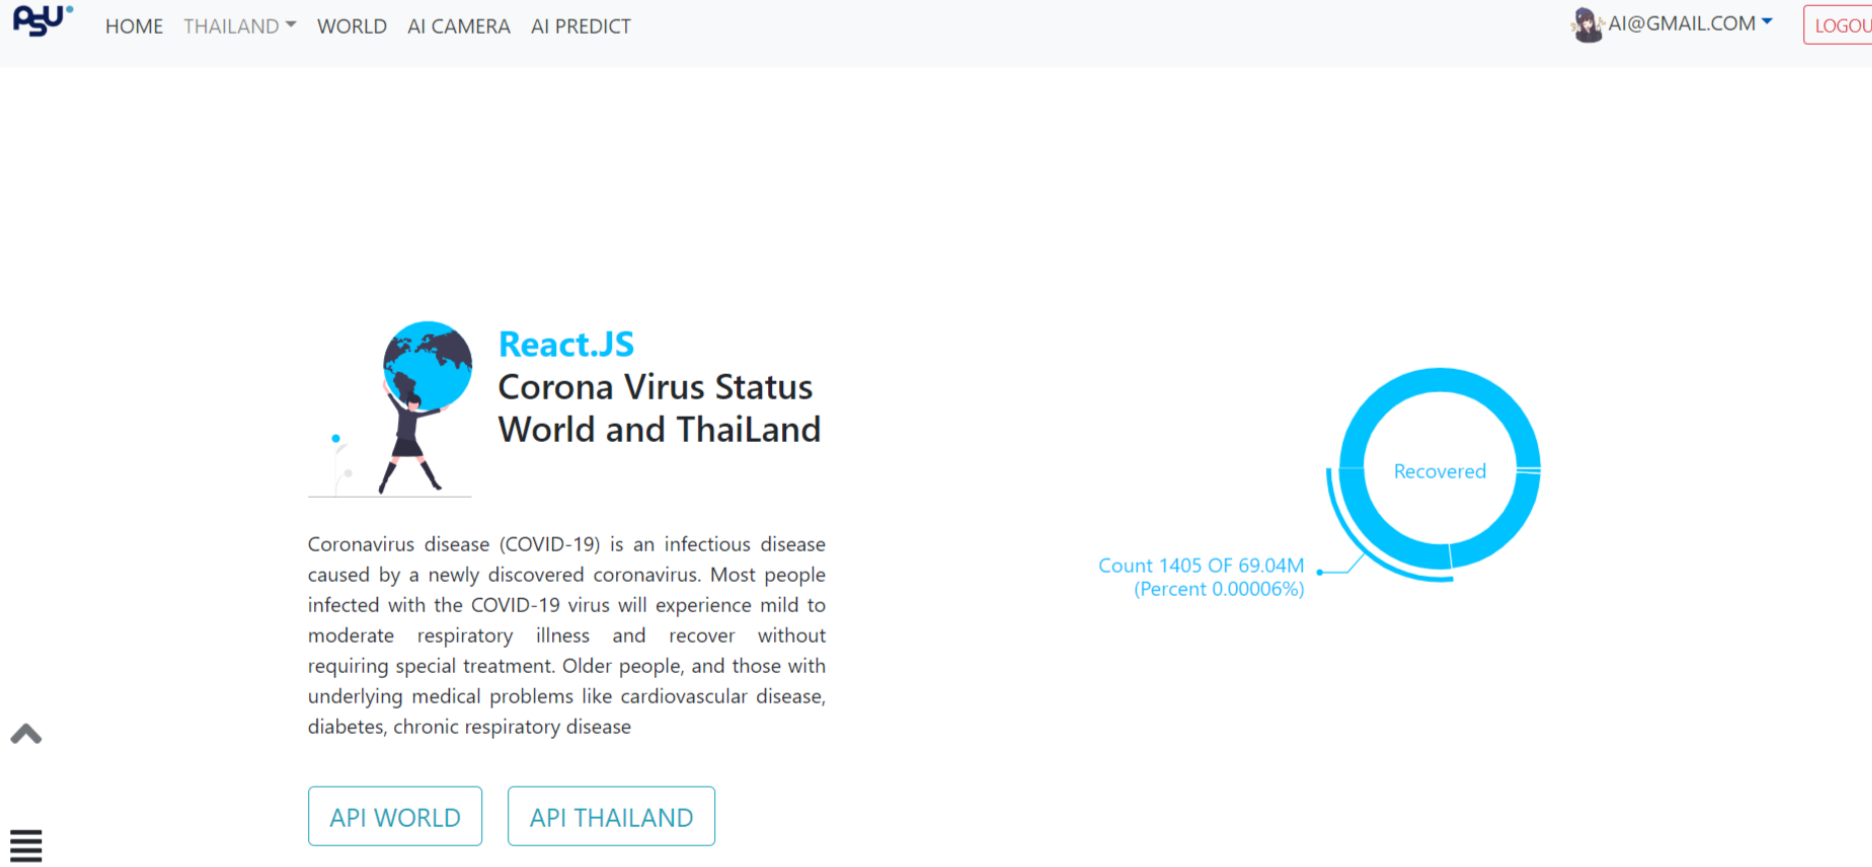 PSU
HOME THAILAND WORLD AI CAMERA AI PREDICT
AI@GMAIL.COM
LOGOU
React.JS
Corona Virus Status
World and ThaiLand
Coronavirus disease (COVID-19) is an infectious disease
caused by a newly discovered coronavirus. Most people
infected with the COVID-19 virus will experience mild to
moderate respiratory illness and recover without
requiring special treatment. Older people, and those with
underlying medical problems like cardiovascular disease,
diabetes, chronic respiratory disease
API WORLD API THAILAND
Recovered
Count 1405 OF 69.04M
(Percent 0.00006%)